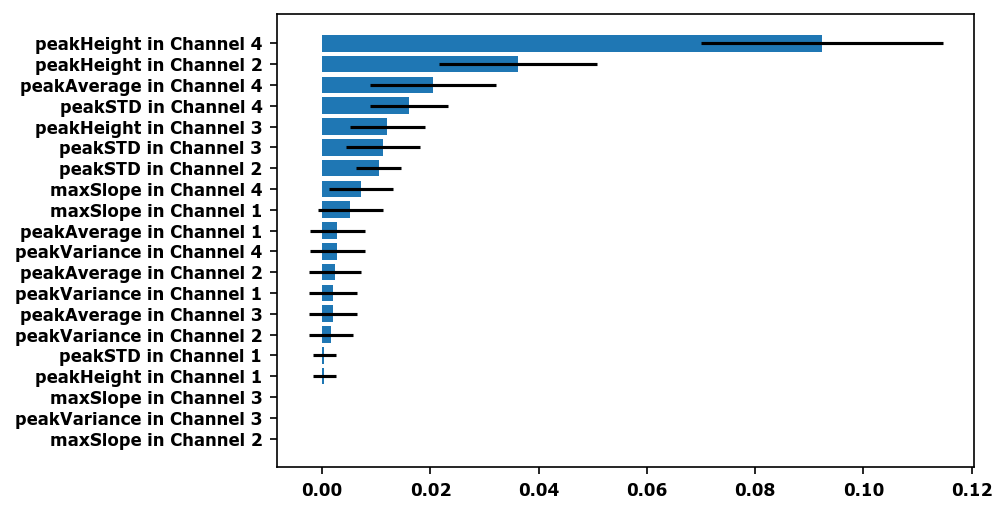 peakHeight in Channel 4
peakHeight in Channel 2
peakAverage in Channel 4
peakSTD in Channel 4
peakHeight in Channel 3
peakSTD in Channel 3
peakSTD in Channel 2
maxSlope in Channel 4
maxSlope in Channel 1
peakAverage in Channel 1
peakVariance in Channel 4
peakAverage in Channel 2
peakVariance in Channel 1
peakAverage in Channel 3
peakVariance in Channel 2
peakSTD in Channel 1
peakHeight in Channel 1
maxSlope in Channel 3
peakVariance in Channel 3
maxSlope in Channel 2
0.00 0.02 0.04 0.06 0.08 0.10 0.12